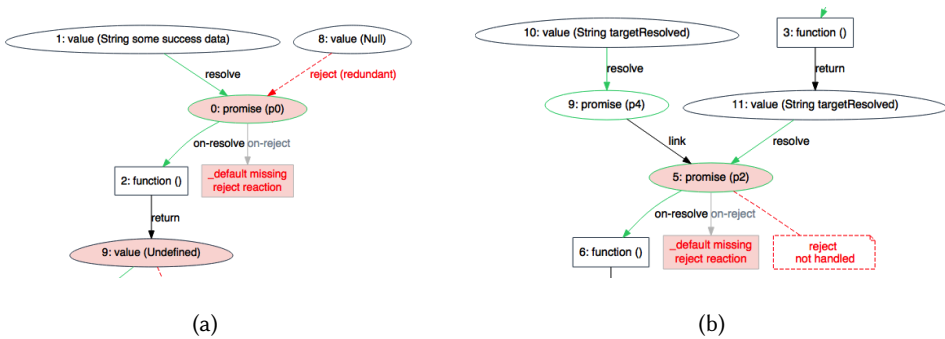 1: value (String some success data)
8: value (Null)
resolve
reject (redundant)
0: promise (p0)
on-resolve
on-reject
2: function ()
_default missing
reject reaction
return
9: value (Undefined)
(a)
10: value (String targetResolved)
3: function ()
resolve
return
9: promise (p4)
11: value (String targetResolved)
link
resolve
5: promise (p2)
on-resolve
on-reject
6: function ()
_default missing
reject reaction
reject
not handled
(b)